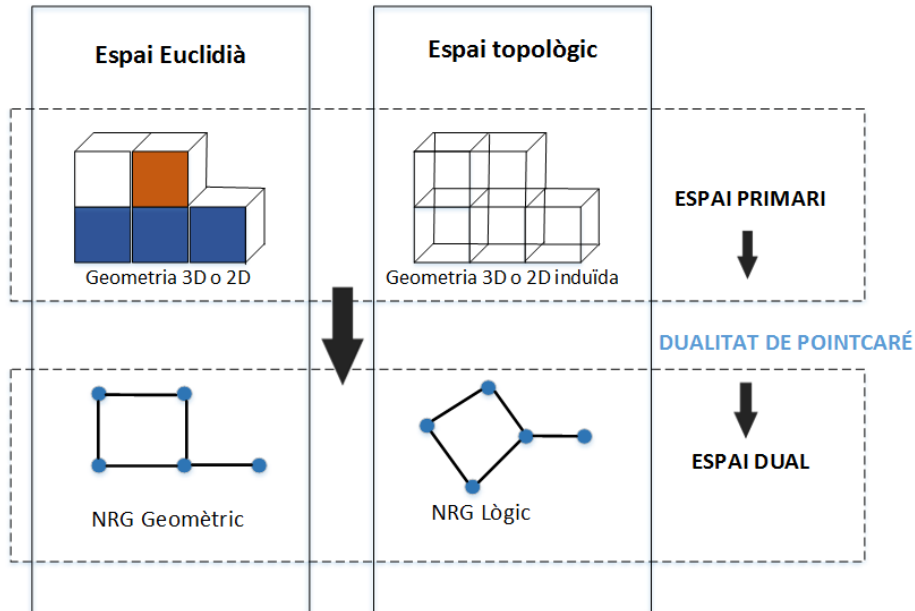 Espai Euclidià
Espai topològic
Geometria 3D o 2D
Geometria 3D o 2D induïda
ESPAI PRIMARI
DUALITAT DE POINTCARÉ
NRG Geomètric
NRG Lògic
ESPAI DUAL